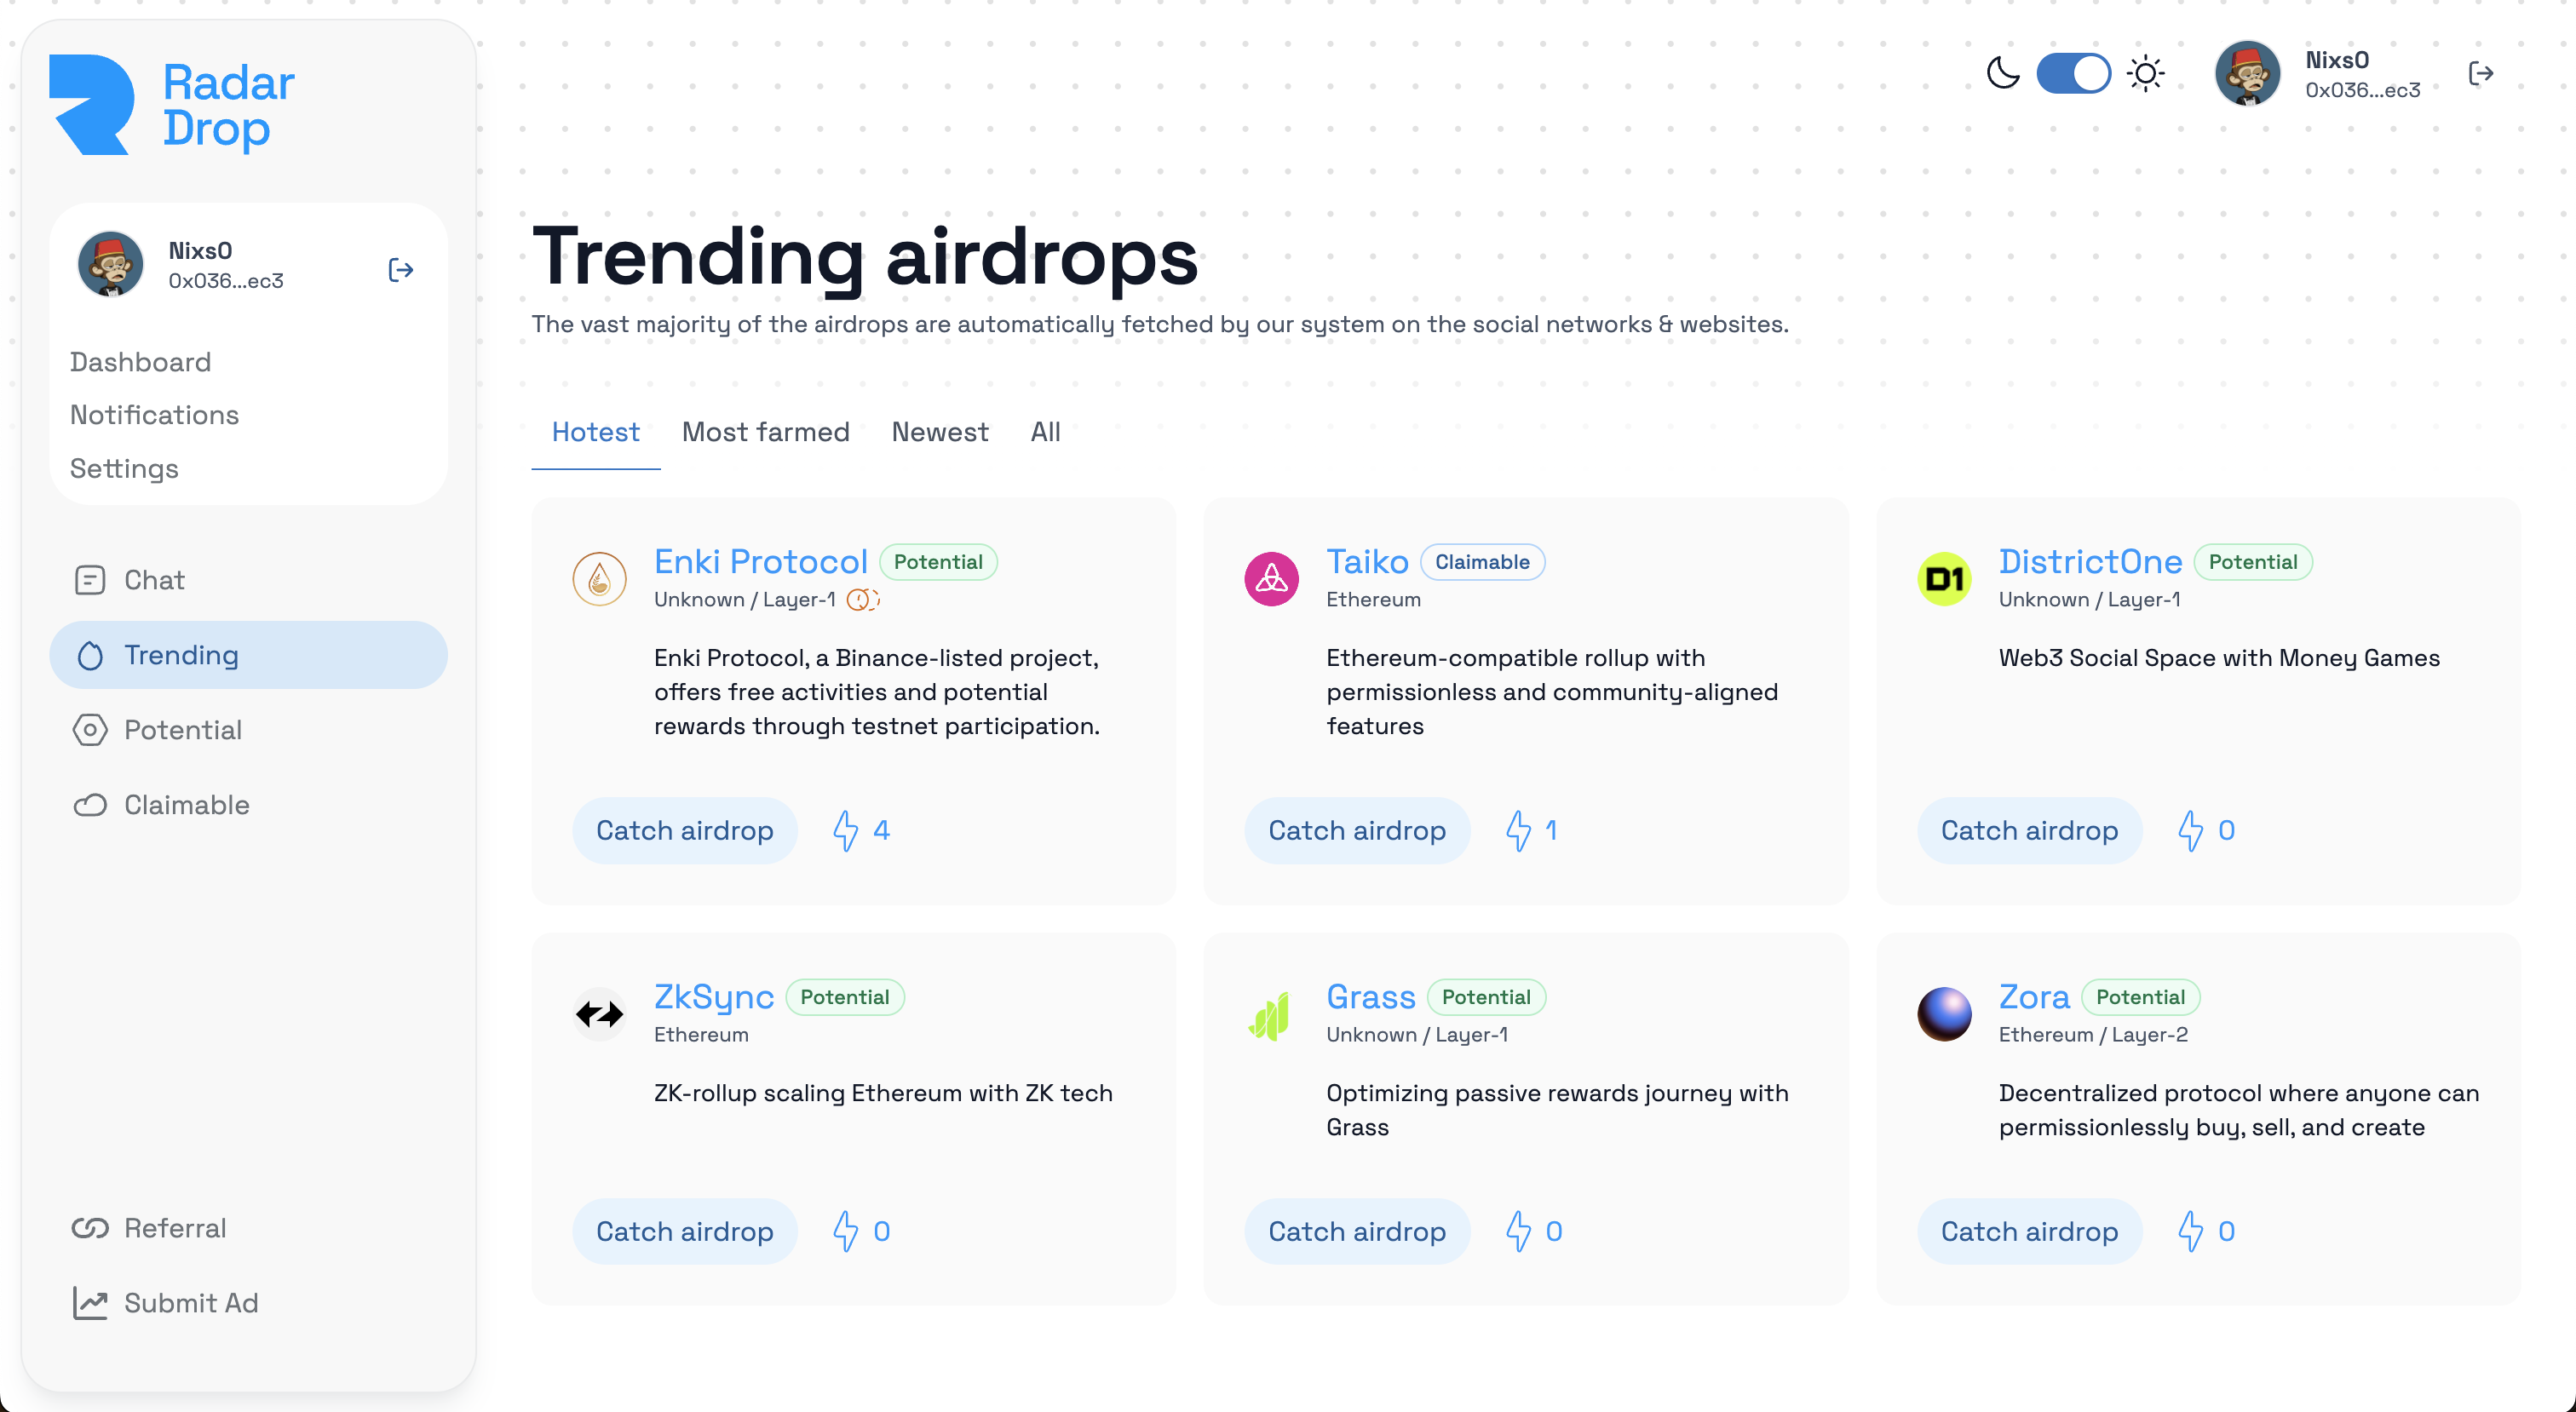 Radar
Drop
NixsO
0x036...ec3
Dashboard
Notifications
Settings
Chat
Trending
Potential
Claimable
Referral
Submit Ad
NixsO
0x036...ec3
Trending airdrops
The vast majority of the airdrops are automatically fetched by our system on the social networks & websites.
Hotest
Most farmed
Newest
All
Enki Protocol
Potential
Unknown / Layer-1
Enki Protocol, a Binance-listed project,
offers free activities and potential
rewards through testnet participation.
Catch airdrop
4
Taiko
Claimable
Ethereum
Ethereum-compatible rollup with
permissionless and community-aligned
features
Catch airdrop
1
DistrictOne
Potential
D1
Unknown / Layer-1
Web3 Social Space with Money Games
Catch airdrop
0
ZkSync
Potential
Ethereum
ZK-rollup scaling Ethereum with ZK tech
Catch airdrop
0
Grass
Potential
Unknown / Layer-1
Optimizing passive rewards journey with
Grass
Catch airdrop
0
Zora
Potential
Ethereum / Layer-2
Decentralized protocol where anyone can
permissionlessly buy, sell, and create
Catch airdrop
0